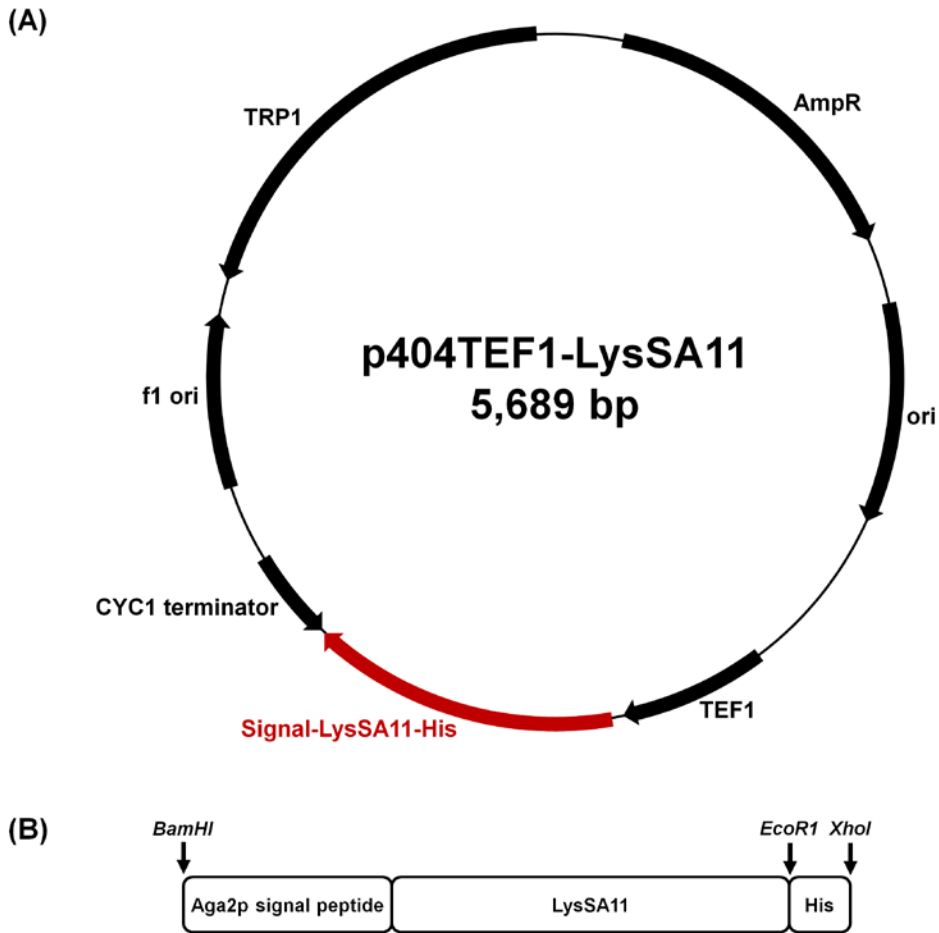 (A)
TRP1
AmpR
p404TEF1-LysSA11
5,689 bp
f1 ori
ori
CYC1 terminator
TEF1
Signal-LysSA11-His
(B)
BamHI
EcoR1
XhoI
Aga2p signal peptide
LysSA11
His